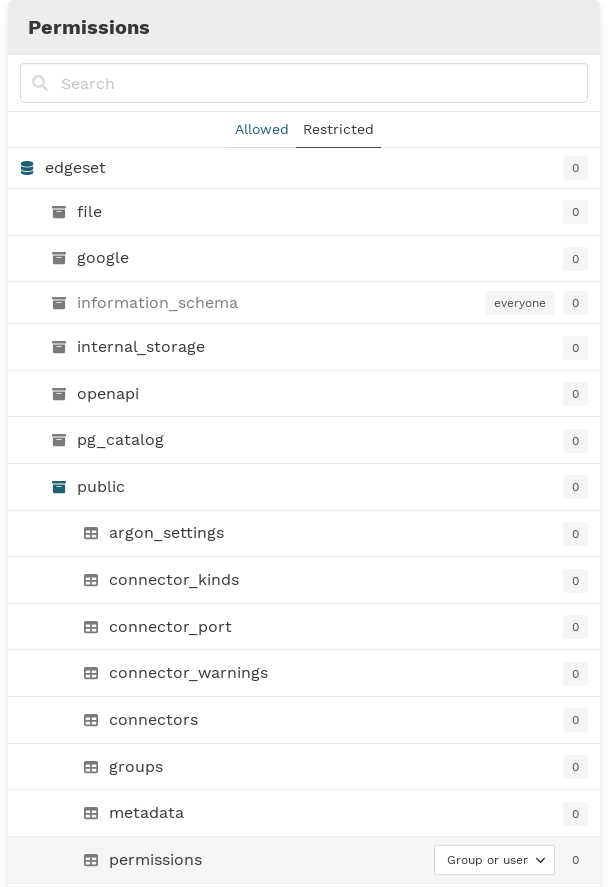 Permissions
Search
Allowed Restricted
edgeset 0
file 0
google 0
information_schema everyone 0
internal_storage 0
openapi 0
pg_catalog 0
public 0
argon_settings 0
connector_kinds 0
connector_port 0
connector_warnings 0
connectors 0
groups 0
metadata 0
permissions Group or user 0